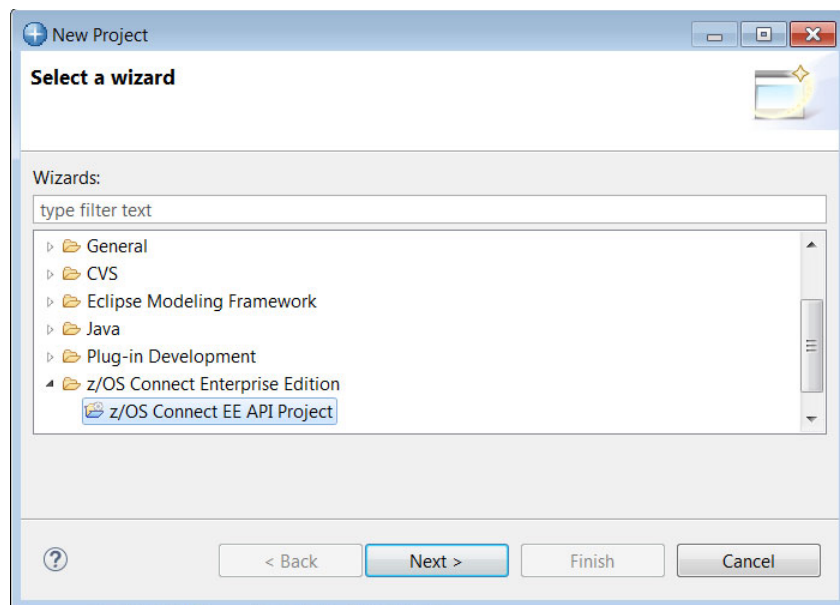 New Project
Select a wizard
Wizards:
type filter text
General
CVS
Eclipse Modeling Framework
Java
Plug-in Development
z/OS Connect Enterprise Edition
z/OS Connect EE API Project
? < Back Next > Finish Cancel